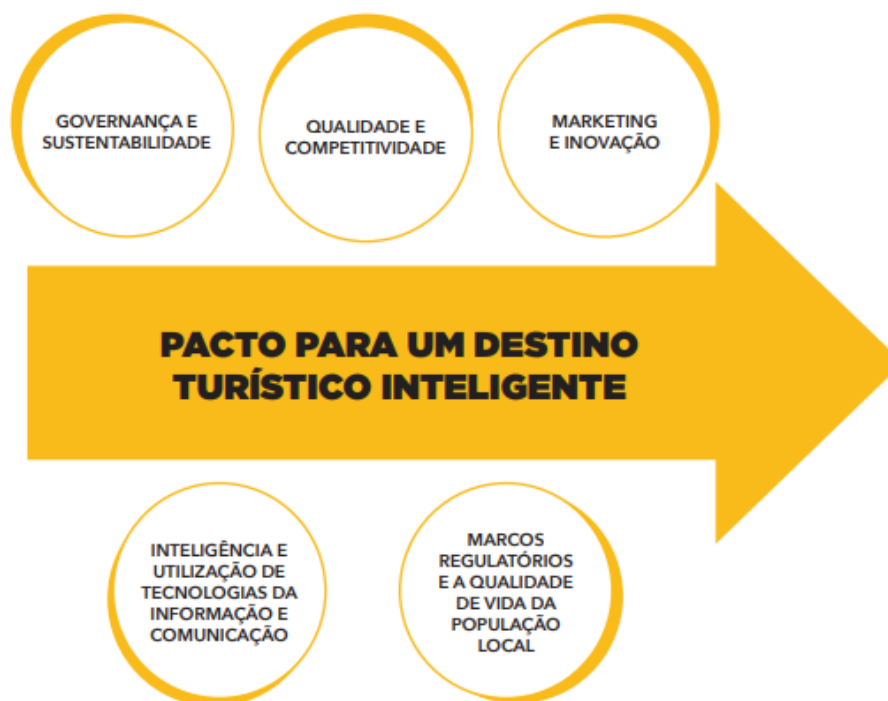 GOVERNANÇA E
SUSTENTABILIDADE
QUALIDADE E
COMPETITIVIDADE
MARKETING
E INOVAÇÃO
PACTO PARA UM DESTINO
TURÍSTICO INTELIGENTE
INTELIGÊNCIA E
UTILIZAÇÃO DE
TECNOLOGIAS DA
INFORMAÇÃO E
COMUNICAÇÃO
MARCOS
REGULATÓRIOS
E A QUALIDADE
DE VIDA DA
POPULAÇÃO
LOCAL